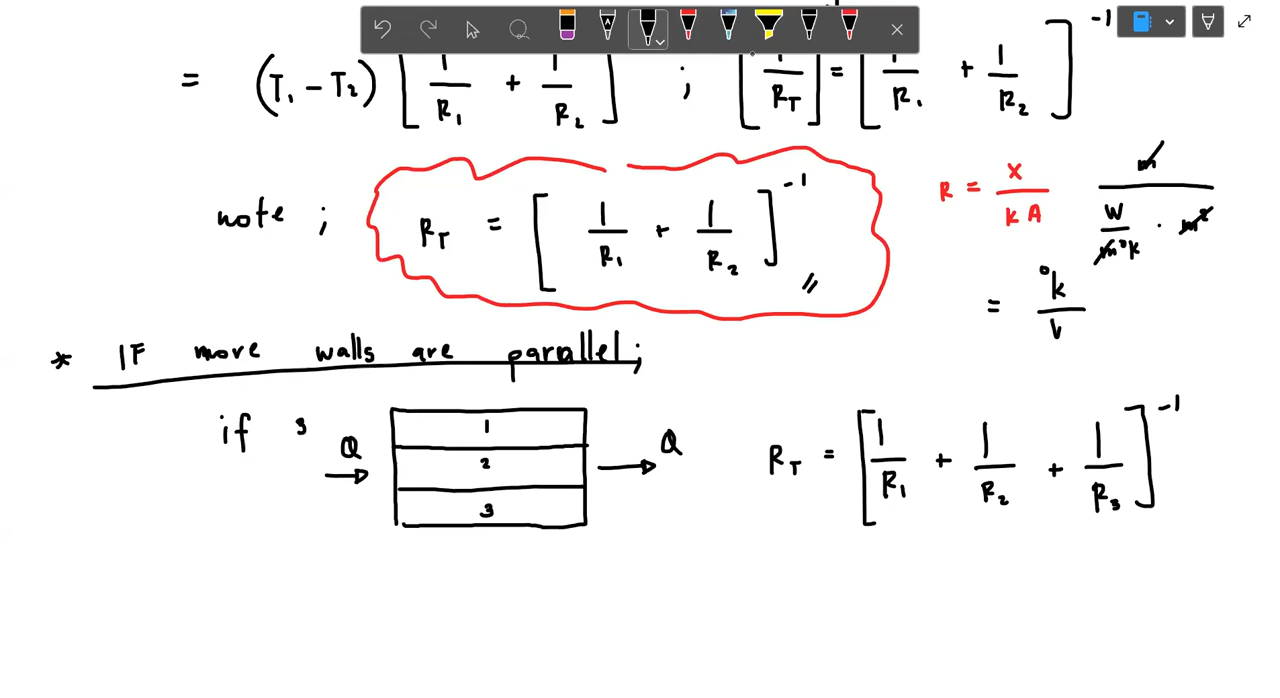 = (T₁ - T₂) [ 1/R₁ + 1/R₂ ] ; [ 1/R_T ] = [ 1/R₁ + 1/R₂ ]⁻¹
note ; R_T = [ 1/R₁ + 1/R₂ ]⁻¹ //
R = x / kA   m / (W/m°k · m²)
= °k / W
* IF more walls are parallel;
if 3
Q → 1 → Q
2
3
R_T = [ 1/R₁ + 1/R₂ + 1/R₃ ]⁻¹